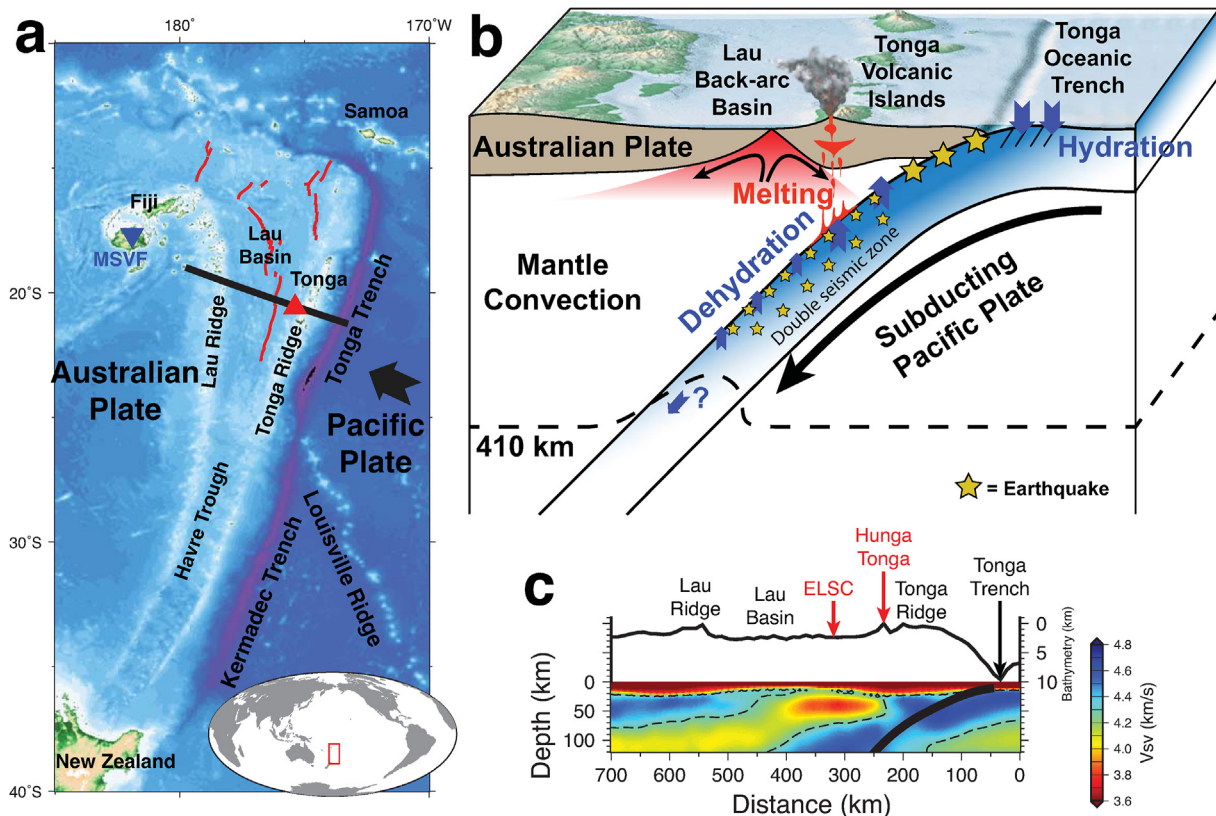 a
180°
170°W
Samoa
Fiji
MSVF
Lau
Basin
Tonga
20°S
Lau Ridge
Tonga Ridge
Tonga Trench
Australian
Plate
Pacific
Plate
Havre Trough
30°S
Kermadec Trench
Louisville Ridge
New Zealand
40°S
b
Lau
Back-arc
Basin
Tonga
Volcanic
Islands
Tonga
Oceanic
Trench
Australian Plate
Hydration
Melting
Mantle
Convection
Dehydration
Double seismic zone
Subducting
Pacific Plate
?
410 km
= Earthquake
c
Lau
Ridge
Lau
Basin
ELSC
Hunga
Tonga
Tonga
Ridge
Tonga
Trench
0
5
10
Bathymetry (km)
0
50
100
Depth (km)
700 600 500 400 300 200 100 0
Distance (km)
4.8
4.6
4.4
4.2
4.0
3.8
3.6
Vsv (km/s)